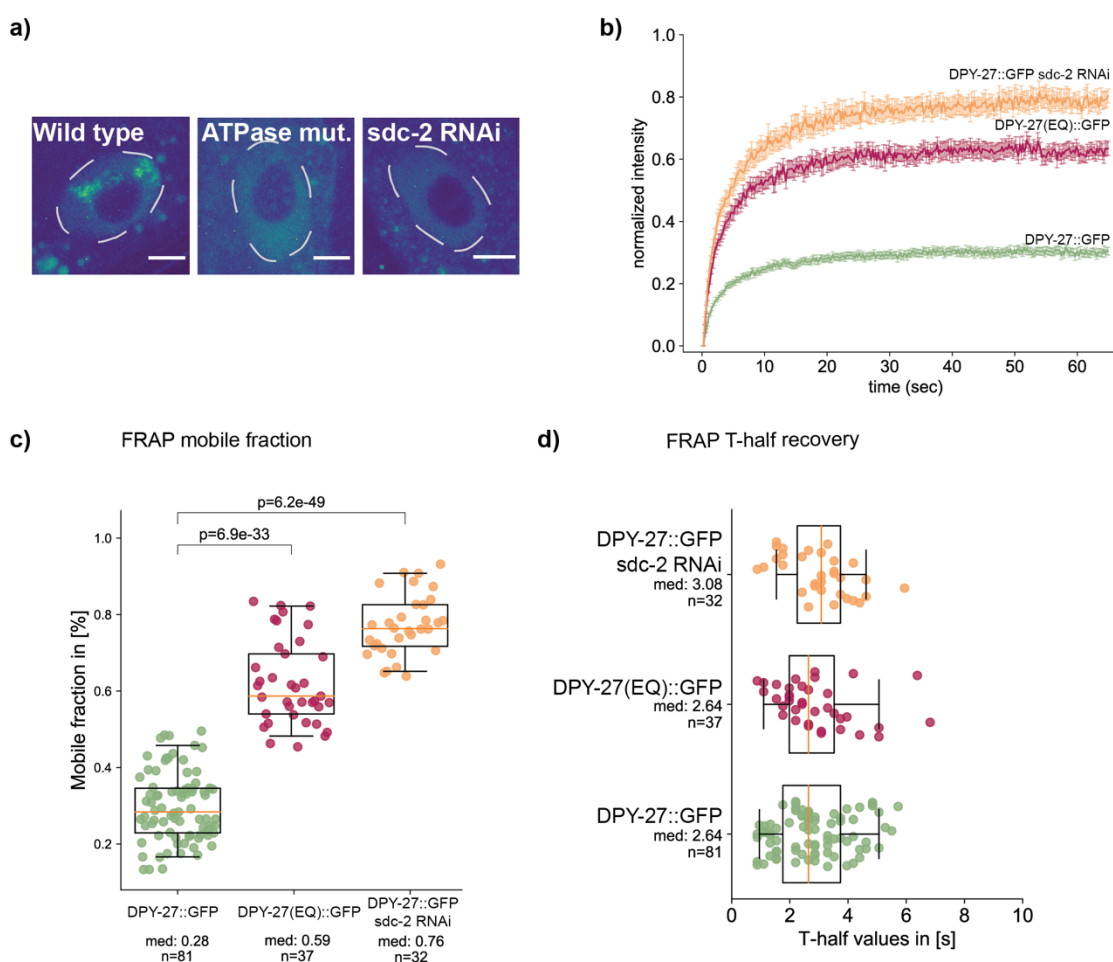 a)
Wild type
ATPase mut.
sdc-2 RNAi
b)
1.0
0.8
0.6
0.4
0.2
0.0
normalized intensity
DPY-27::GFP sdc-2 RNAi
DPY-27(EQ)::GFP
DPY-27::GFP
0
10
20
30
40
50
60
time (sec)
c)
FRAP mobile fraction
p=6.2e-49
p=6.9e-33
1.0
0.8
0.6
0.4
0.2
Mobile fraction in [%]
DPY-27::GFP
med: 0.28
n=81
DPY-27(EQ)::GFP
med: 0.59
n=37
DPY-27::GFP
sdc-2 RNAi
med: 0.76
n=32
d)
FRAP T-half recovery
DPY-27::GFP
sdc-2 RNAi
med: 3.08
n=32
DPY-27(EQ)::GFP
med: 2.64
n=37
DPY-27::GFP
med: 2.64
n=81
0
2
4
6
8
10
T-half values in [s]